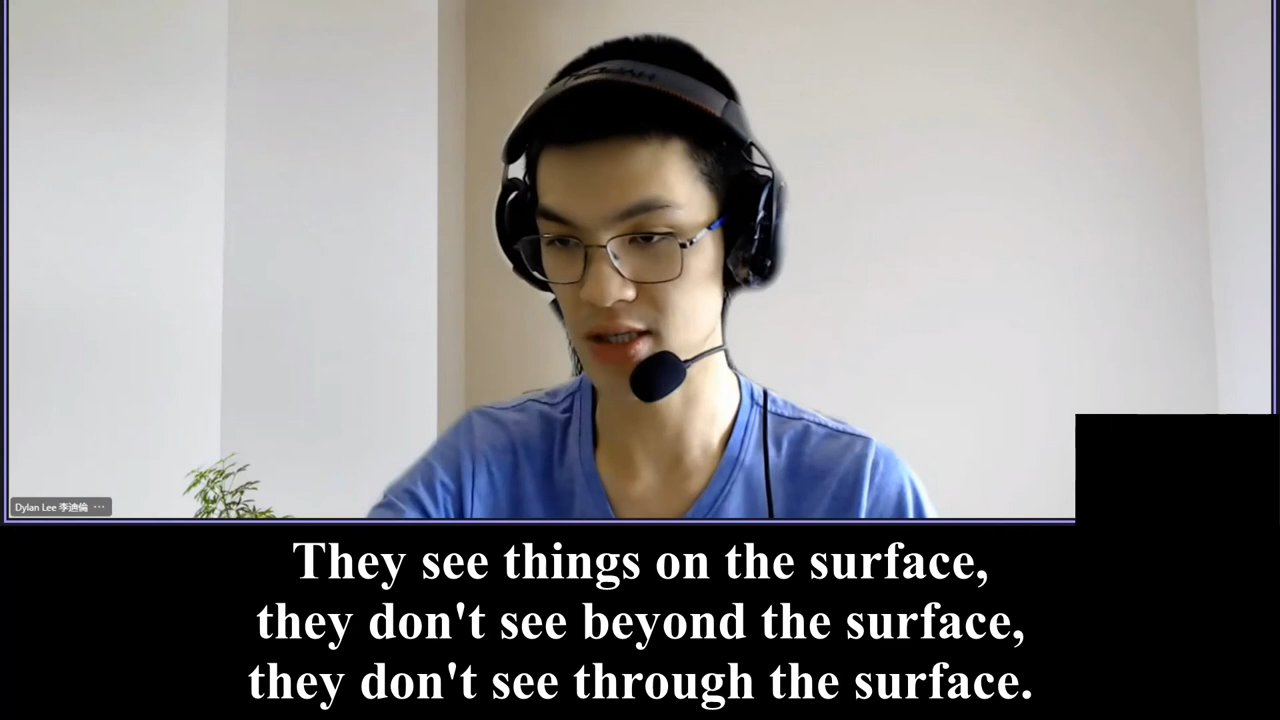 Dylan Lee 李迪倫 ···
They see things on the surface,
they don't see beyond the surface,
they don't see through the surface.